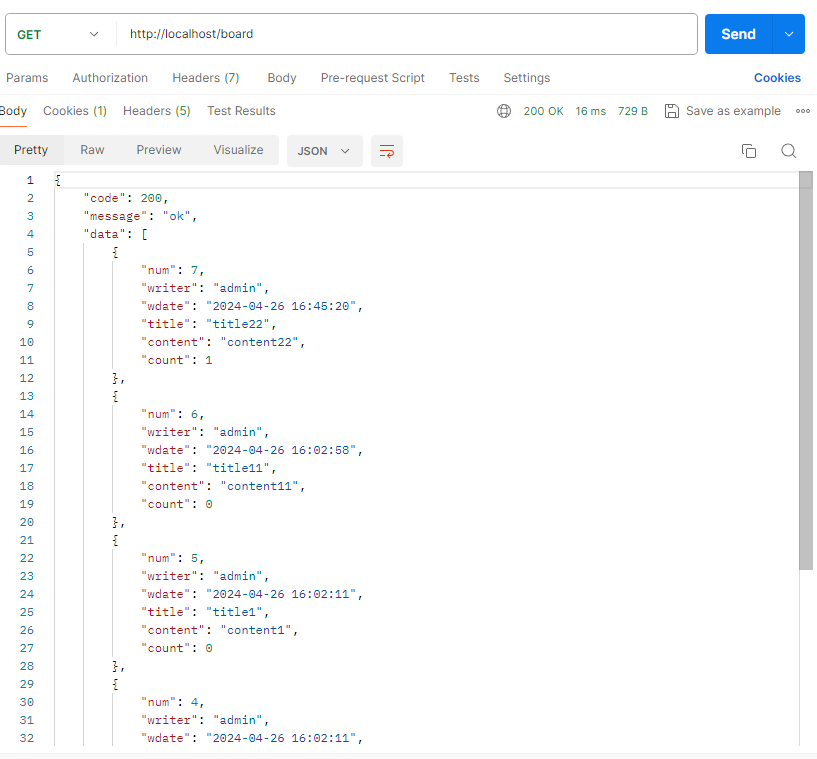 GET http://localhost/board Send
Params Authorization Headers (7) Body Pre-request Script Tests Settings Cookies
Body Cookies (1) Headers (5) Test Results 200 OK 16 ms 729 B Save as example
Pretty Raw Preview Visualize JSON
1 {
2 "code": 200,
3 "message": "ok",
4 "data": [
5 {
6 "num": 7,
7 "writer": "admin",
8 "wdate": "2024-04-26 16:45:20",
9 "title": "title22",
10 "content": "content22",
11 "count": 1
12 },
13 {
14 "num": 6,
15 "writer": "admin",
16 "wdate": "2024-04-26 16:02:58",
17 "title": "title11",
18 "content": "content11",
19 "count": 0
20 },
21 {
22 "num": 5,
23 "writer": "admin",
24 "wdate": "2024-04-26 16:02:11",
25 "title": "title1",
26 "content": "content1",
27 "count": 0
28 },
29 {
30 "num": 4,
31 "writer": "admin",
32 "wdate": "2024-04-26 16:02:11",